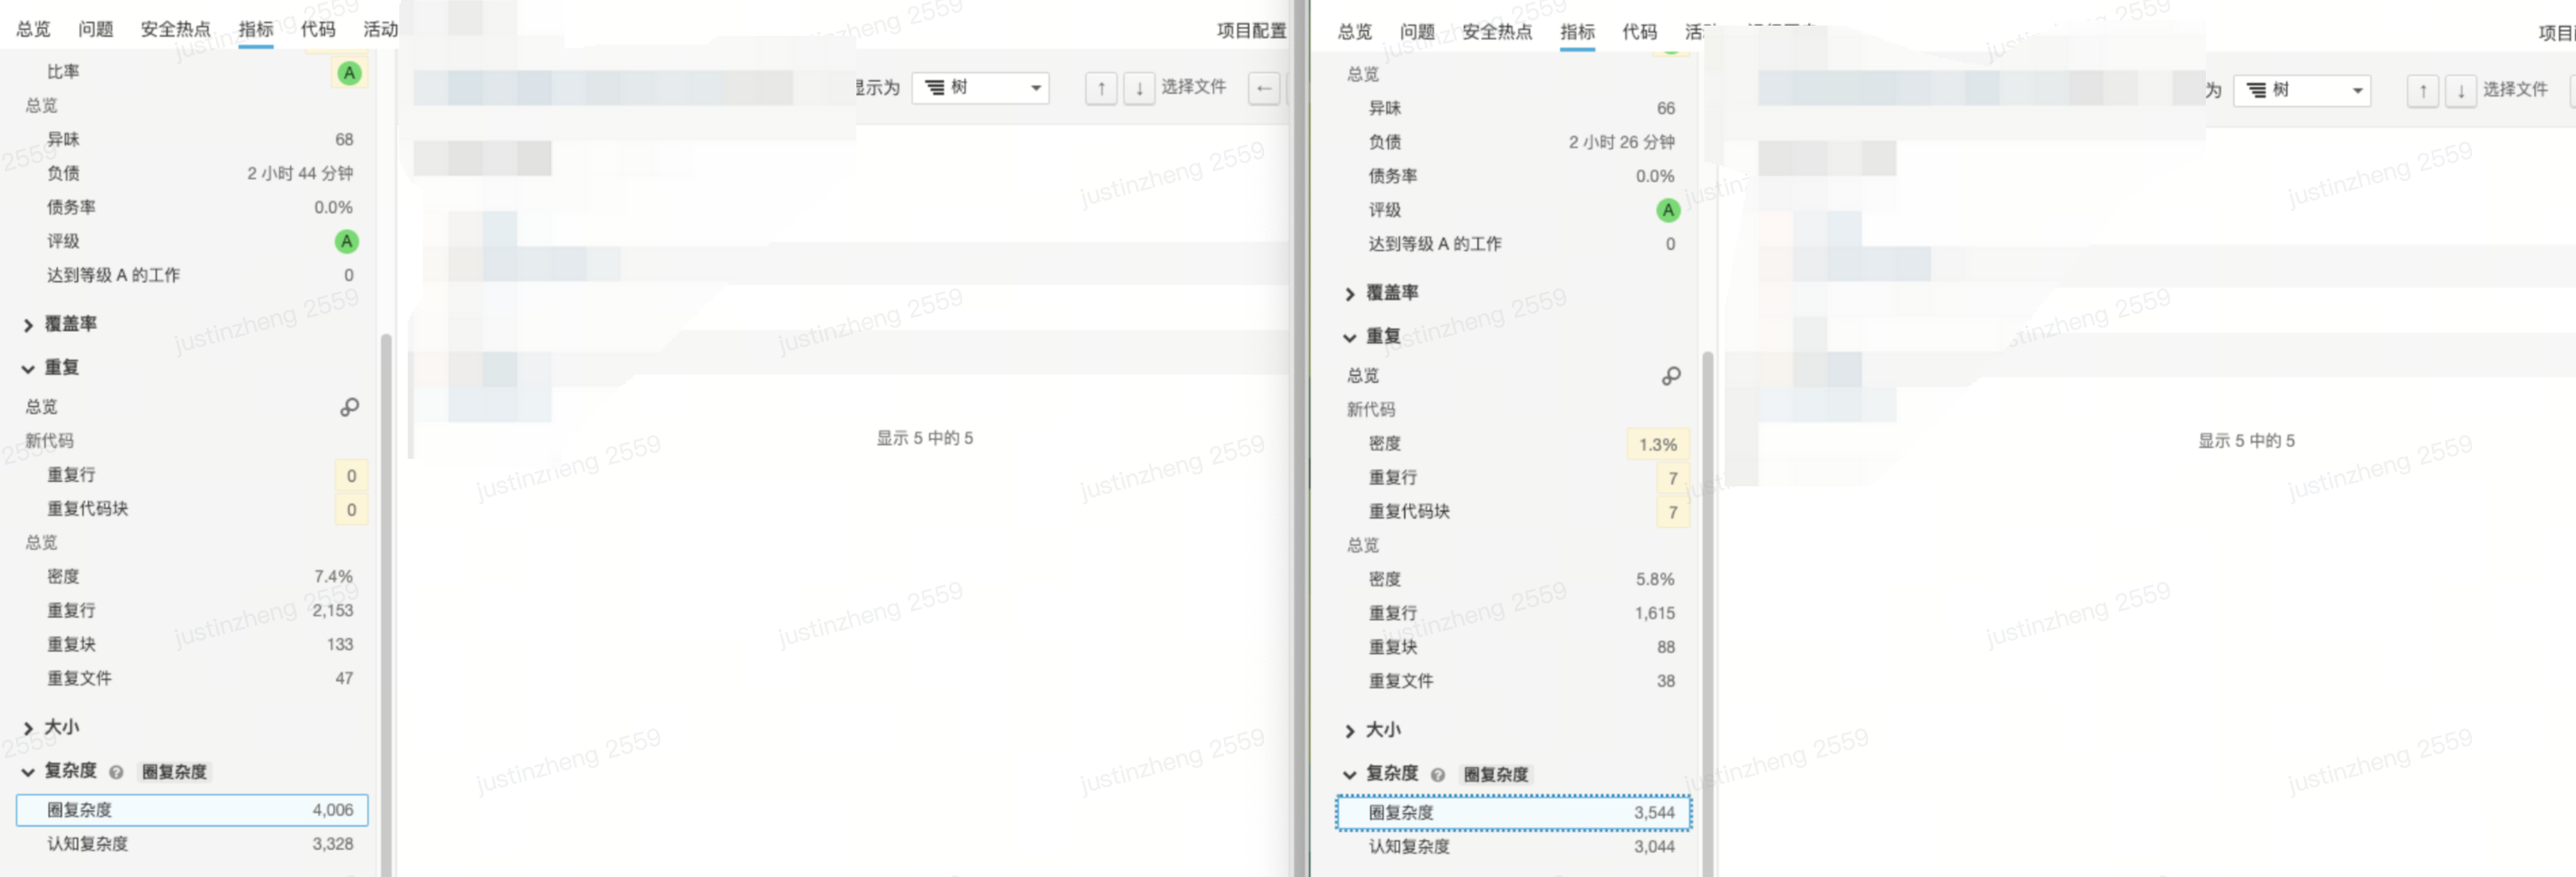 总览 问题 安全热点 指标 代码 活动
项目配置
比率 A
显示为 树 ↑ ↓ 选择文件 ←
总览
异味 68
负债 2 小时 44 分钟
债务率 0.0%
评级 A
达到等级 A 的工作 0
覆盖率
重复
总览
新代码
重复行 0
重复代码块 0
总览
密度 7.4%
重复行 2,153
重复块 133
重复文件 47
大小
复杂度 圈复杂度
圈复杂度 4,006
认知复杂度 3,328
显示 5 中的 5
总览 问题 安全热点 指标 代码
项目
为 树 ↑ ↓ 选择文件
总览
异味 66
负债 2 小时 26 分钟
债务率 0.0%
评级 A
达到等级 A 的工作 0
覆盖率
重复
总览
新代码
密度 1.3%
重复行 7
重复代码块 7
总览
密度 5.8%
重复行 1,615
重复块 88
重复文件 38
大小
复杂度 圈复杂度
圈复杂度 3,544
认知复杂度 3,044
显示 5 中的 5
justinzheng 2559